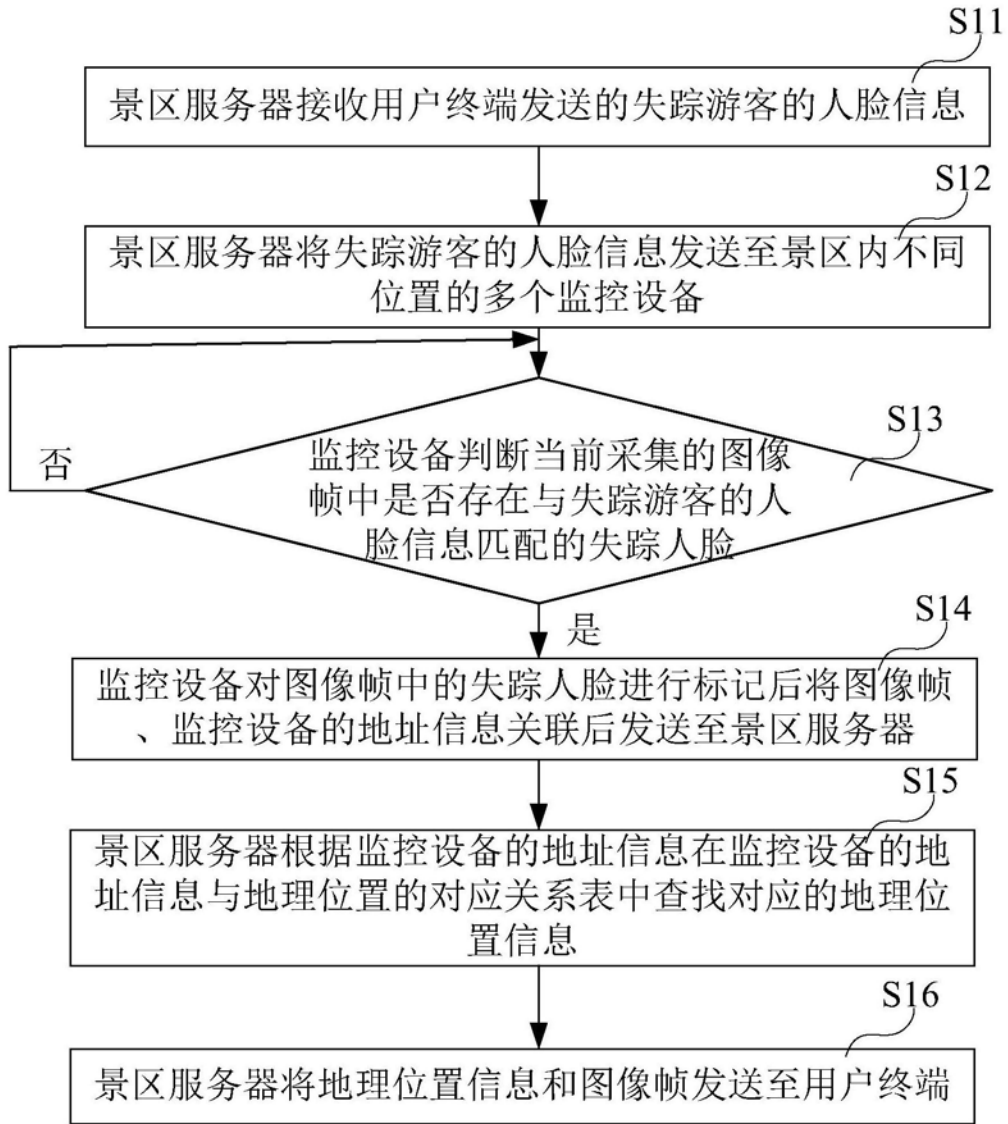 S11
景区服务器接收用户终端发送的失踪游客的人脸信息
S12
景区服务器将失踪游客的人脸信息发送至景区内不同
位置的多个监控设备
S13
否
监控设备判断当前采集的图像
帧中是否存在与失踪游客的人
脸信息匹配的失踪人脸
是
S14
监控设备对图像帧中的失踪人脸进行标记后将图像帧
、监控设备的地址信息关联后发送至景区服务器
S15
景区服务器根据监控设备的地址信息在监控设备的地
址信息与地理位置的对应关系表中查找对应的地理位
置信息
S16
景区服务器将地理位置信息和图像帧发送至用户终端